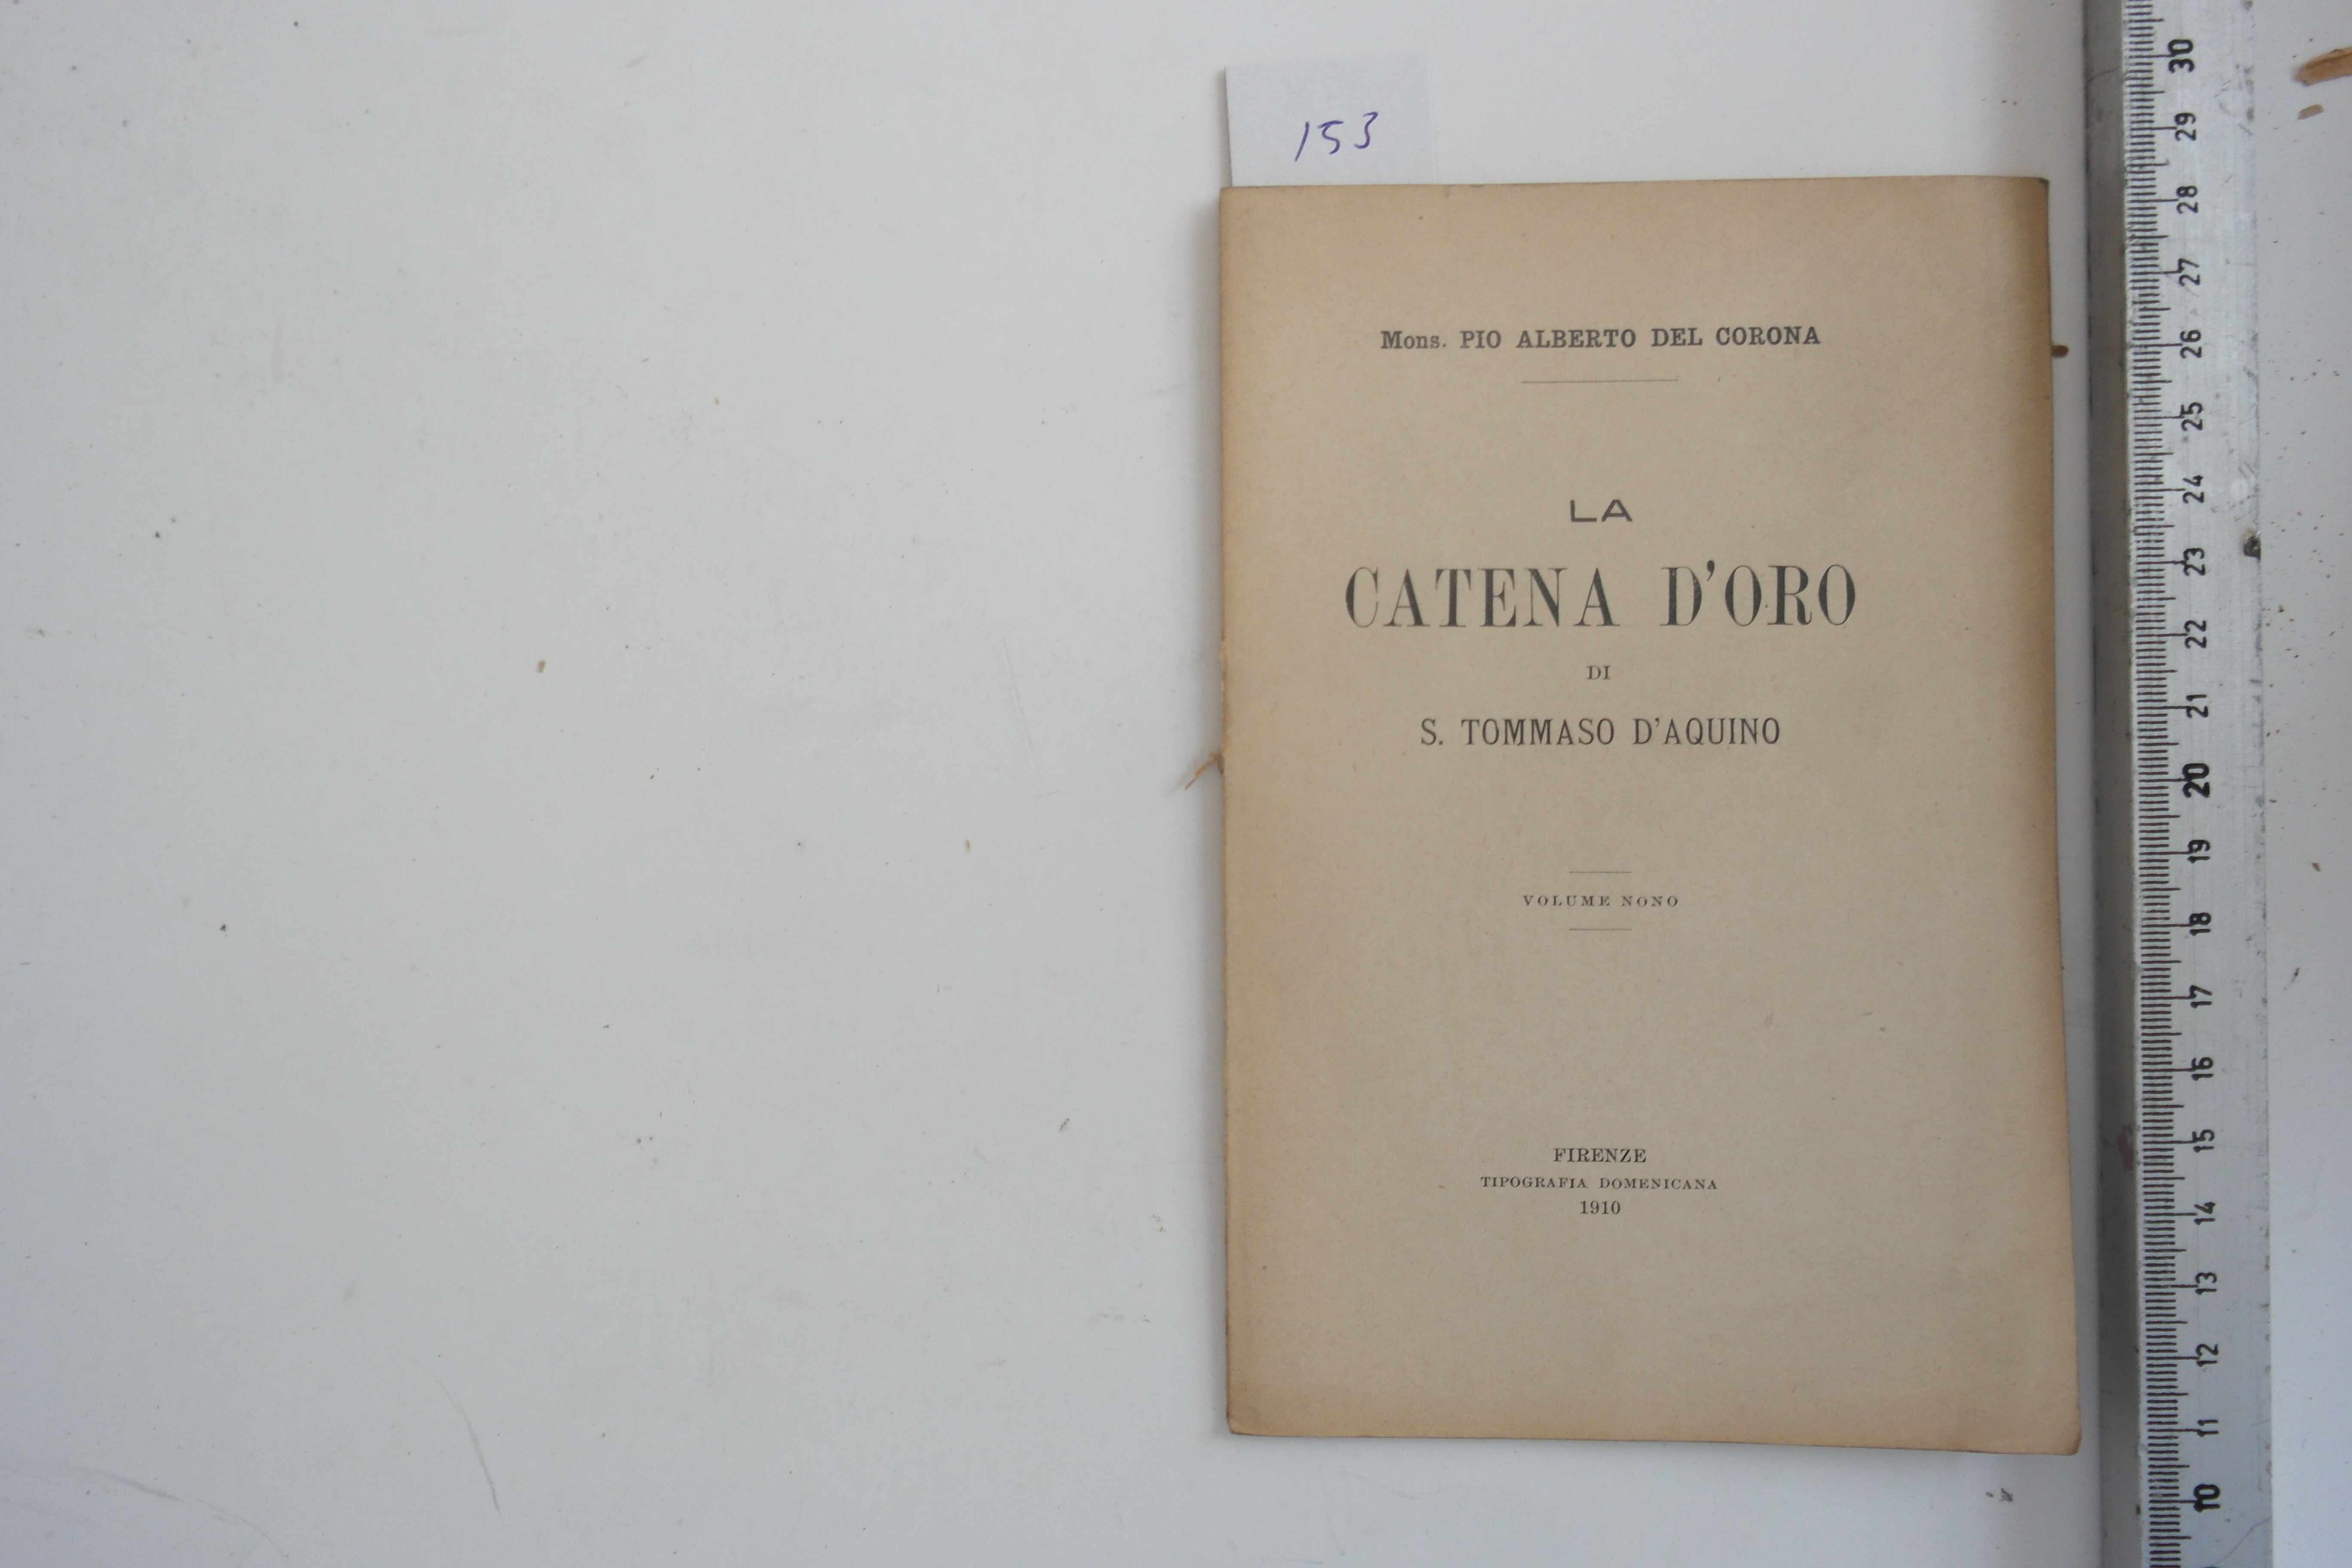 153
Mons. PIO ALBERTO DEL CORONA
LA
CATENA D'ORO
DI
S. TOMMASO D'AQUINO
VOLUME NONO
FIRENZE
TIPOGRAFIA DOMENICANA
1910
30
29
28
27
26
25
24
23
22
21
20
19
18
17
16
15
14
13
12
11
10